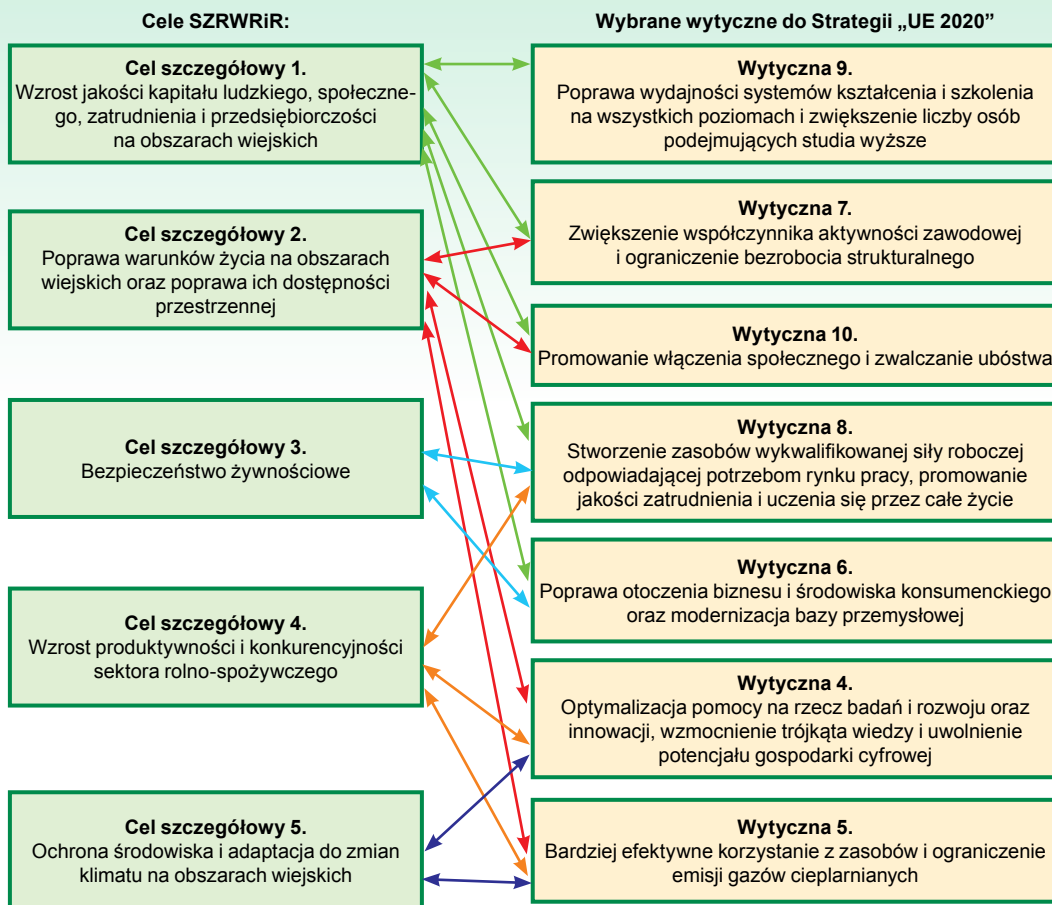 Cele SZRWRiR:
Cel szczegółowy 1.
Wzrost jakości kapitału ludzkiego, społeczne-
go, zatrudnienia i przedsiębiorczości
na obszarach wiejskich
Cel szczegółowy 2.
Poprawa warunków życia na obszarach
wiejskich oraz poprawa ich dostępności
przestrzennej
Cel szczegółowy 3.
Bezpieczeństwo żywnościowe
Cel szczegółowy 4.
Wzrost produktywności i konkurencyjności
sektora rolno-spożywczego
Cel szczegółowy 5.
Ochrona środowiska i adaptacja do zmian
klimatu na obszarach wiejskich
Wybrane wytyczne do Strategii „UE 2020”
Wytyczna 9.
Poprawa wydajności systemów kształcenia i szkolenia
na wszystkich poziomach i zwiększenie liczby osób
podejmujących studia wyższe
Wytyczna 7.
Zwiększenie współczynnika aktywności zawodowej
i ograniczenie bezrobocia strukturalnego
Wytyczna 10.
Promowanie włączenia społecznego i zwalczanie ubóstwa
Wytyczna 8.
Stworzenie zasobów wykwalifikowanej siły roboczej
odpowiadającej potrzebom rynku pracy, promowanie
jakości zatrudnienia i uczenia się przez całe życie
Wytyczna 6.
Poprawa otoczenia biznesu i środowiska konsumenckiego
oraz modernizacja bazy przemysłowej
Wytyczna 4.
Optymalizacja pomocy na rzecz badań i rozwoju oraz
innowacji, wzmocnienie trójkąta wiedzy i uwolnienie
potencjału gospodarki cyfrowej
Wytyczna 5.
Bardziej efektywne korzystanie z zasobów i ograniczenie
emisji gazów cieplarnianych